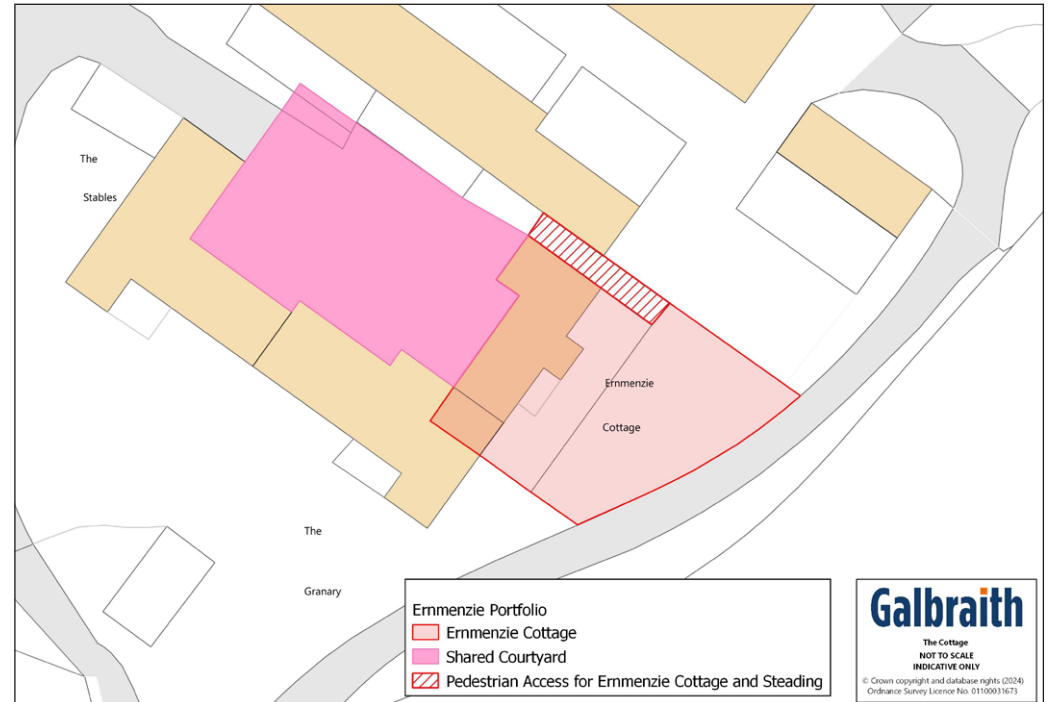 The
Stables
Ernmenzie
Cottage
The
Granary
Ernmenzie Portfolio
Ernmenzie Cottage
Shared Courtyard
Pedestrian Access for Ernmenzie Cottage and Steading
Galbraith
The Cottage
NOT TO SCALE
INDICATIVE ONLY
© Crown copyright and database rights (2024)
Ordnance Survey Licence No. 01100031673